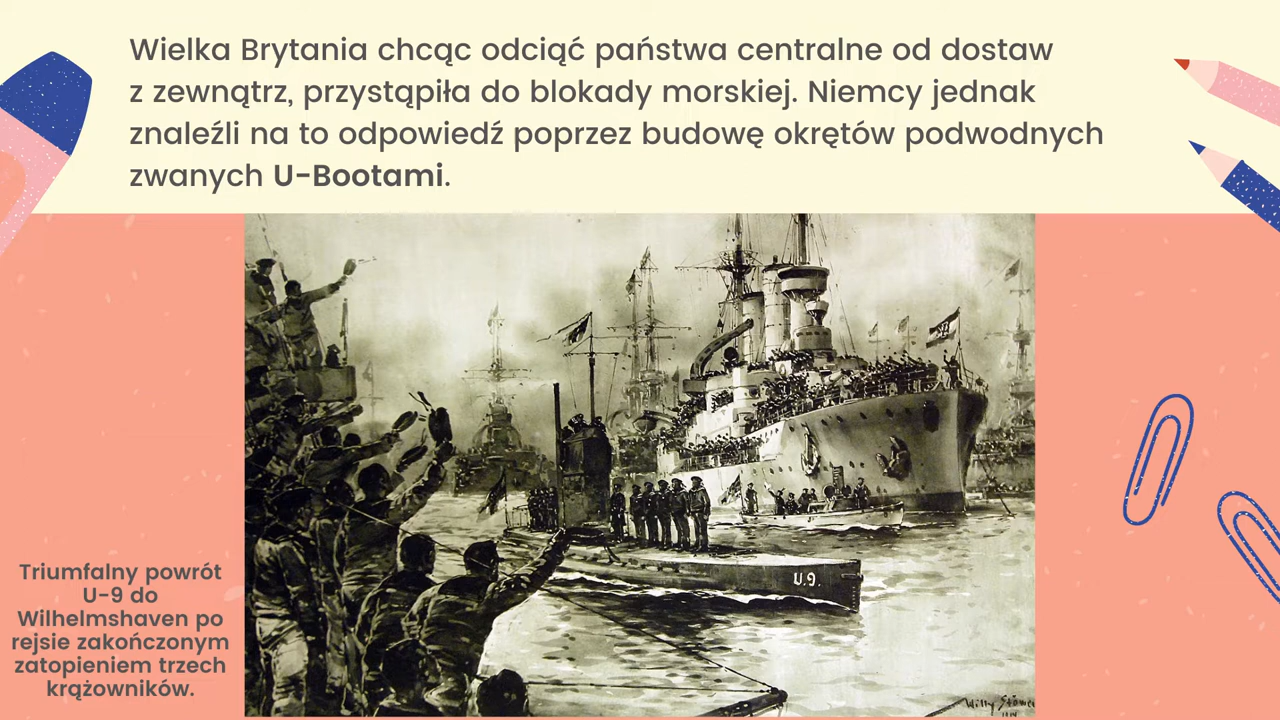 Wielka Brytania chcąc odciąć państwa centralne od dostaw
z zewnątrz, przystąpiła do blokady morskiej. Niemcy jednak
znaleźli na to odpowiedź poprzez budowę okrętów podwodnych
zwanych U-Bootami.
U.9.
Triumfalny powrót
U-9 do
Wilhelmshaven po
rejsie zakończonym
zatopieniem trzech
krążowników.
Willy Stöwer